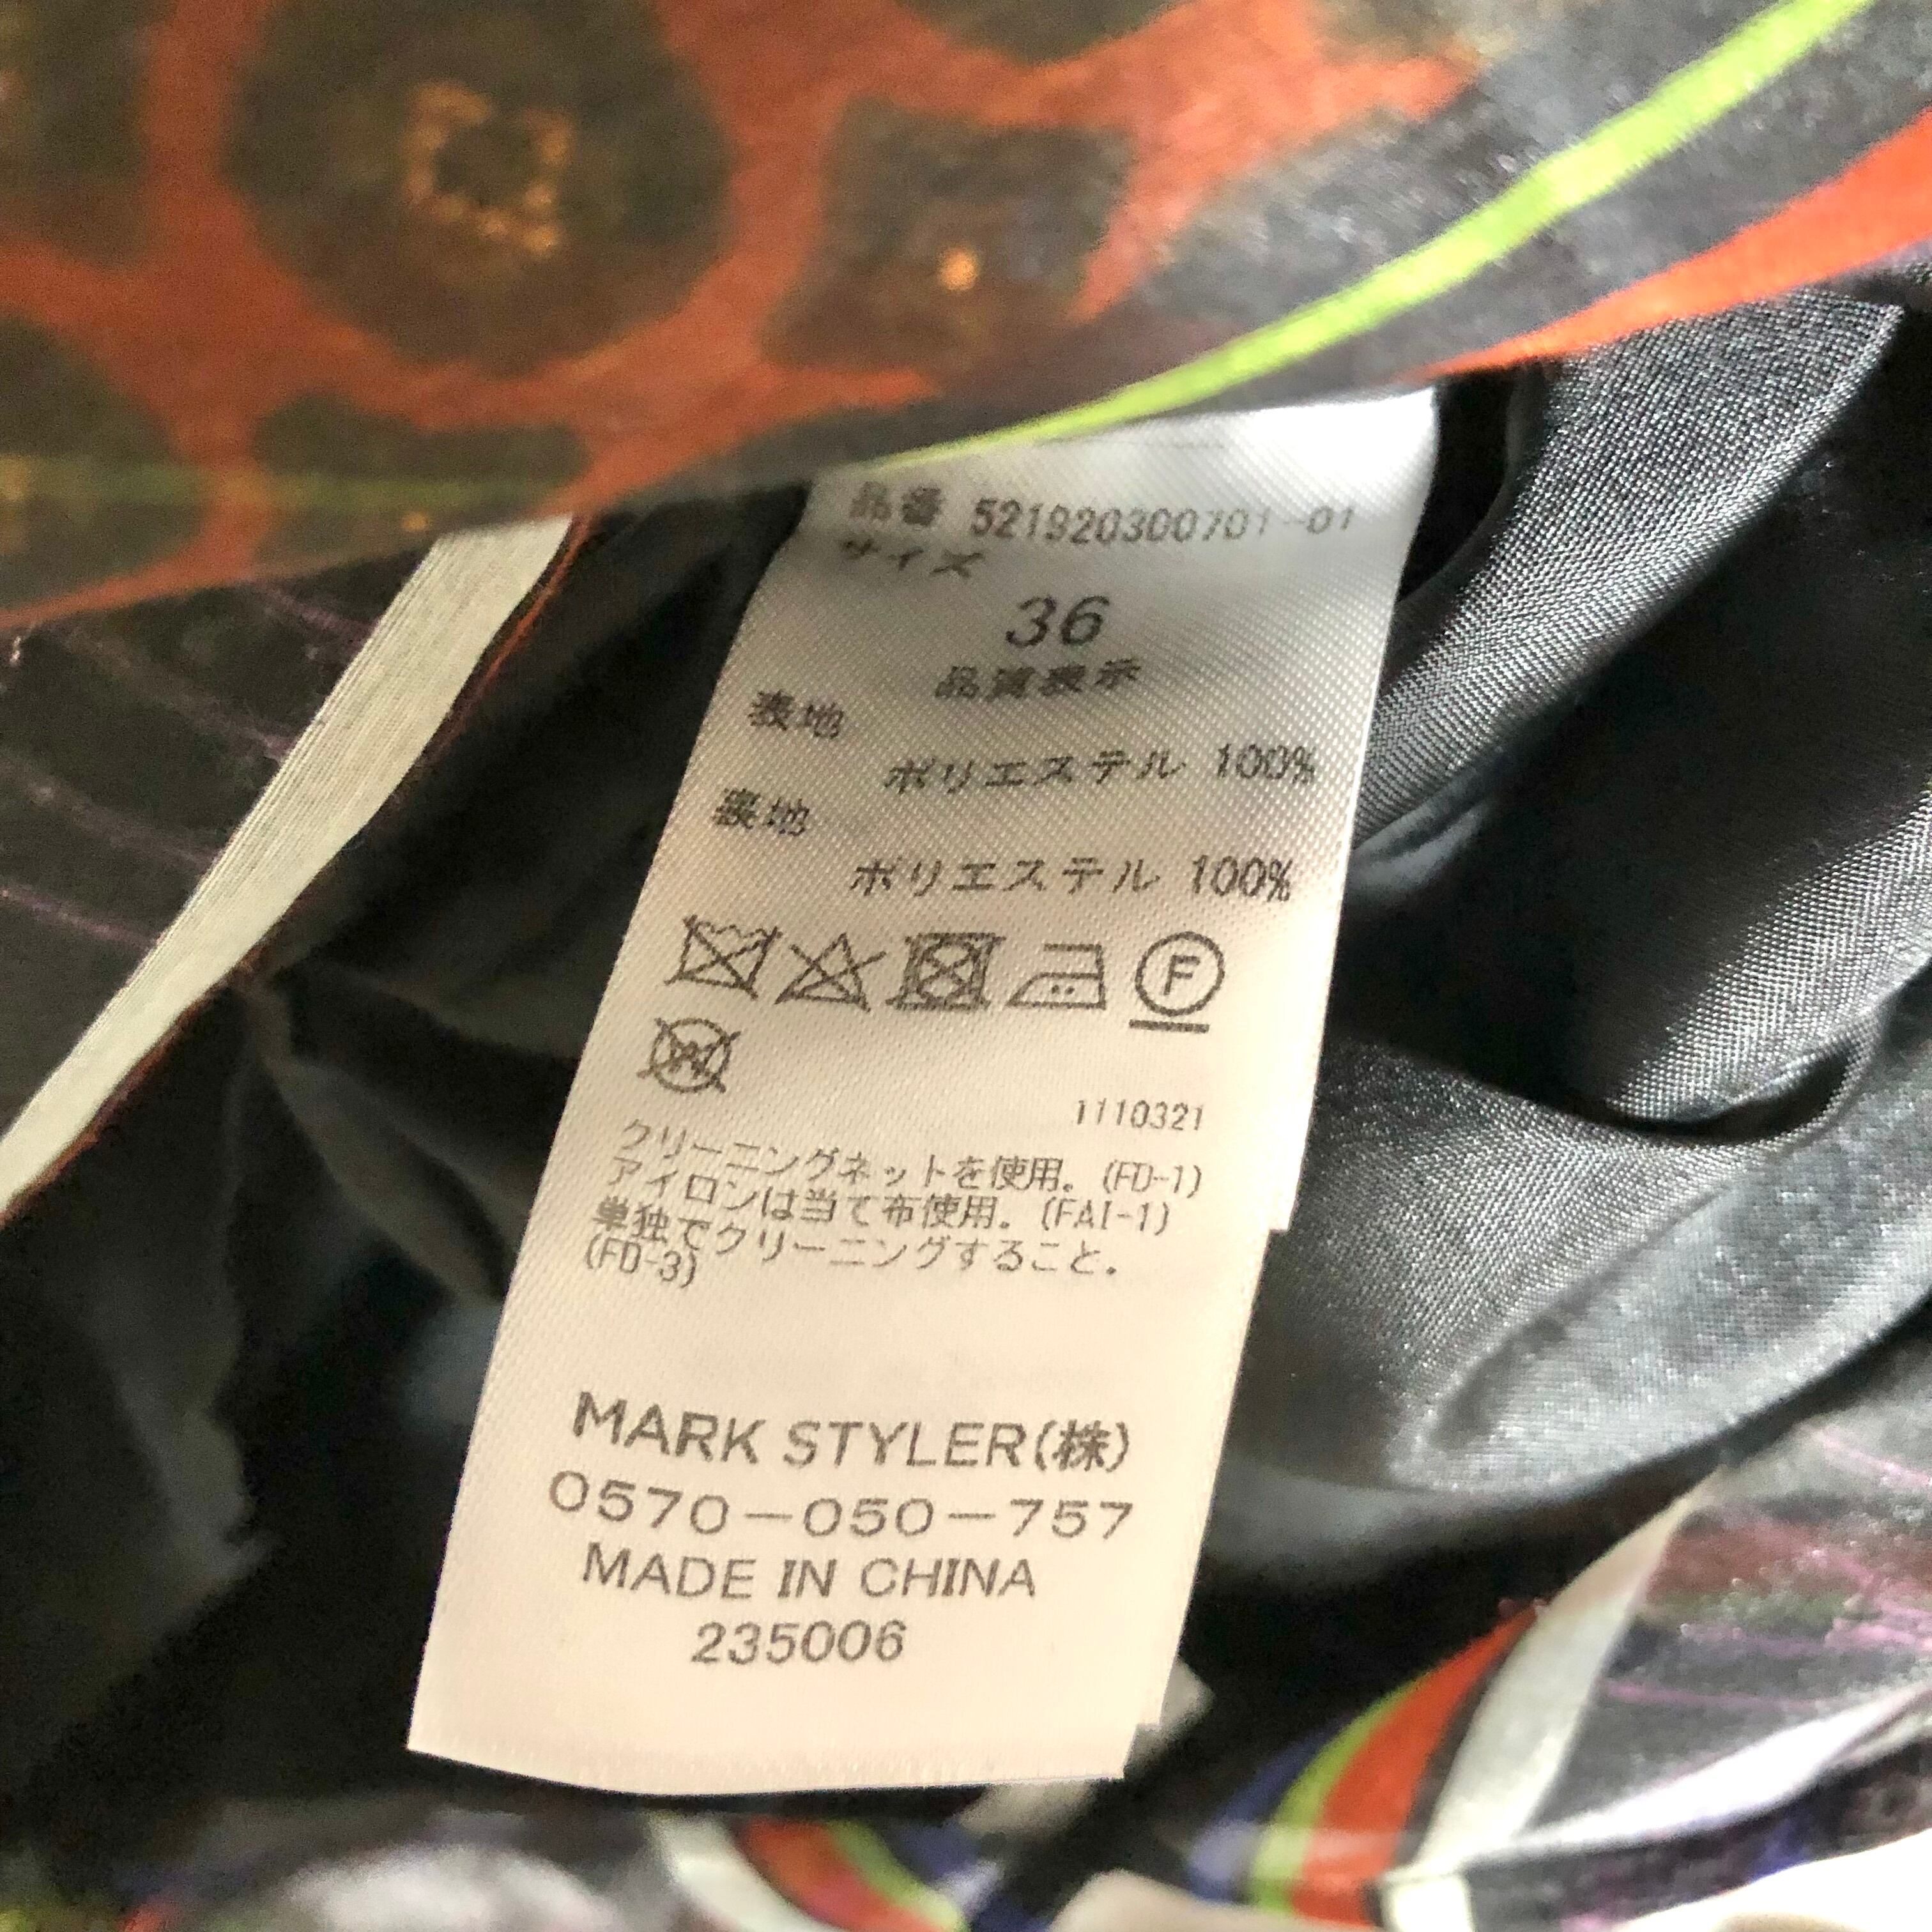 品番 521920300701-01
サイズ
36
品質表示
表地
ポリエステル 100%
裏地
ポリエステル 100%
F
W
1110321
クリーニングネットを使用。(FD-1)
アイロンは当て布使用。(FAI-1)
単独でクリーニングすること。
(FD-3)
MARK STYLER(株)
0570-050-757
MADE IN CHINA
235006